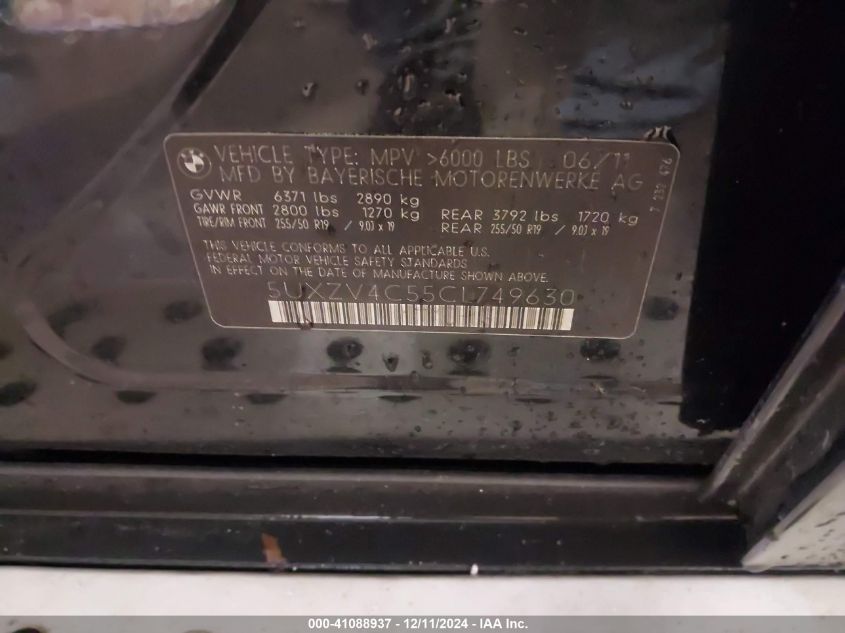 VEHICLE TYPE: MPV >6000 LBS 06/11
MFD BY BAYERISCHE MOTORENWERKE AG
GVWR 6371 lbs 2890 kg
GAWR FRONT 2800 lbs 1270 kg REAR 3792 lbs 1720 kg
TIRE/RIM FRONT 255/50 R19 / 9.0J x 19 REAR 255/50 R19 / 9.0J x 19
THIS VEHICLE CONFORMS TO ALL APPLICABLE U.S.
FEDERAL MOTOR VEHICLE SAFETY STANDARDS
IN EFFECT ON THE DATE OF MANUFACTURE SHOWN ABOVE.
5UXZV4C55CL749630
7 232 676
000-41088937 - 12/11/2024 - IAA Inc.